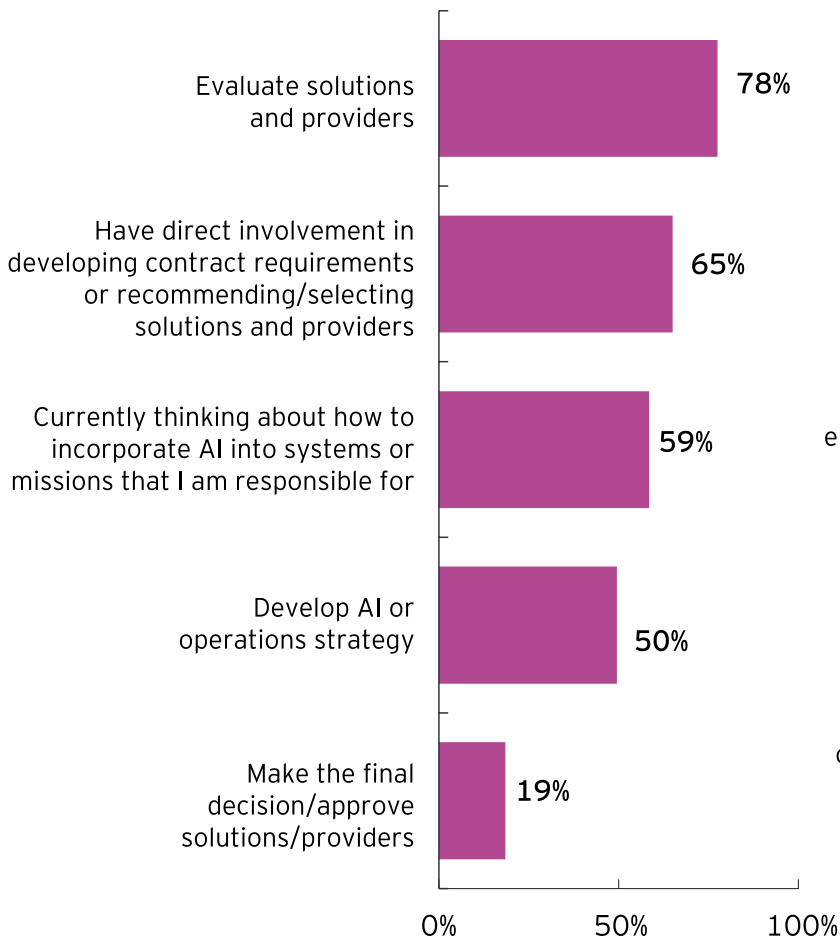 Evaluate solutions
and providers
78%
Have direct involvement in
developing contract requirements
or recommending/selecting
solutions and providers
65%
Currently thinking about how to
incorporate AI into systems or
missions that I am responsible for
59%
e
Develop AI or
operations strategy
50%
Make the final
decision/approve
solutions/providers
19%
0%
50%
100%